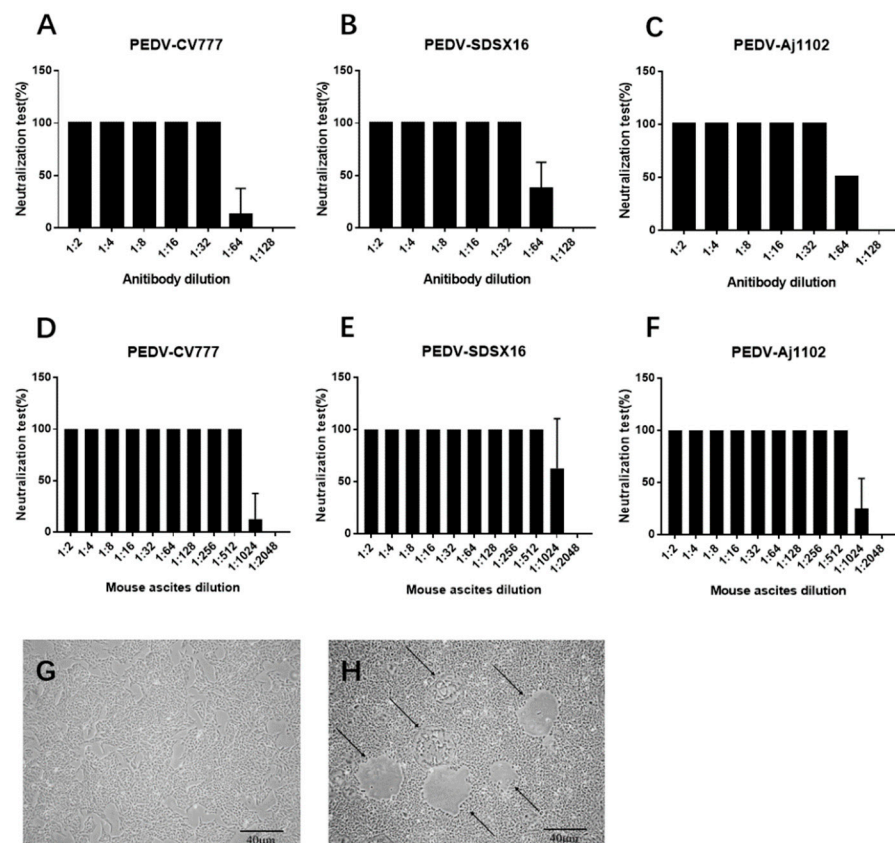 A
PEDV-CV777
Neutralization test(%)
150
100
50
0
1:2
1:4
1:8
1:16
1:32
1:64
1:128
Anitibody dilution
B
PEDV-SDSX16
Neutralization test(%)
150
100
50
0
1:2
1:4
1:8
1:16
1:32
1:64
1:128
Anitibody dilution
C
PEDV-Aj1102
Neutralization test(%)
150
100
50
0
1:2
1:4
1:8
1:16
1:32
1:64
1:128
Anitibody dilution
D
PEDV-CV777
Neutralization test(%)
150
100
50
0
1:2
1:4
1:8
1:16
1:32
1:64
1:128
1:256
1:512
1:1024
1:2048
Mouse ascites dilution
E
PEDV-SDSX16
Neutralization test(%)
150
100
50
0
1:2
1:4
1:8
1:16
1:32
1:64
1:128
1:256
1:512
1:1024
1:2048
Mouse ascites dilution
F
PEDV-Aj1102
Neutralization test(%)
150
100
50
0
1:2
1:4
1:8
1:16
1:32
1:64
1:128
1:256
1:512
1:1024
1:2048
Mouse ascites dilution
G
40μm
H
40μm